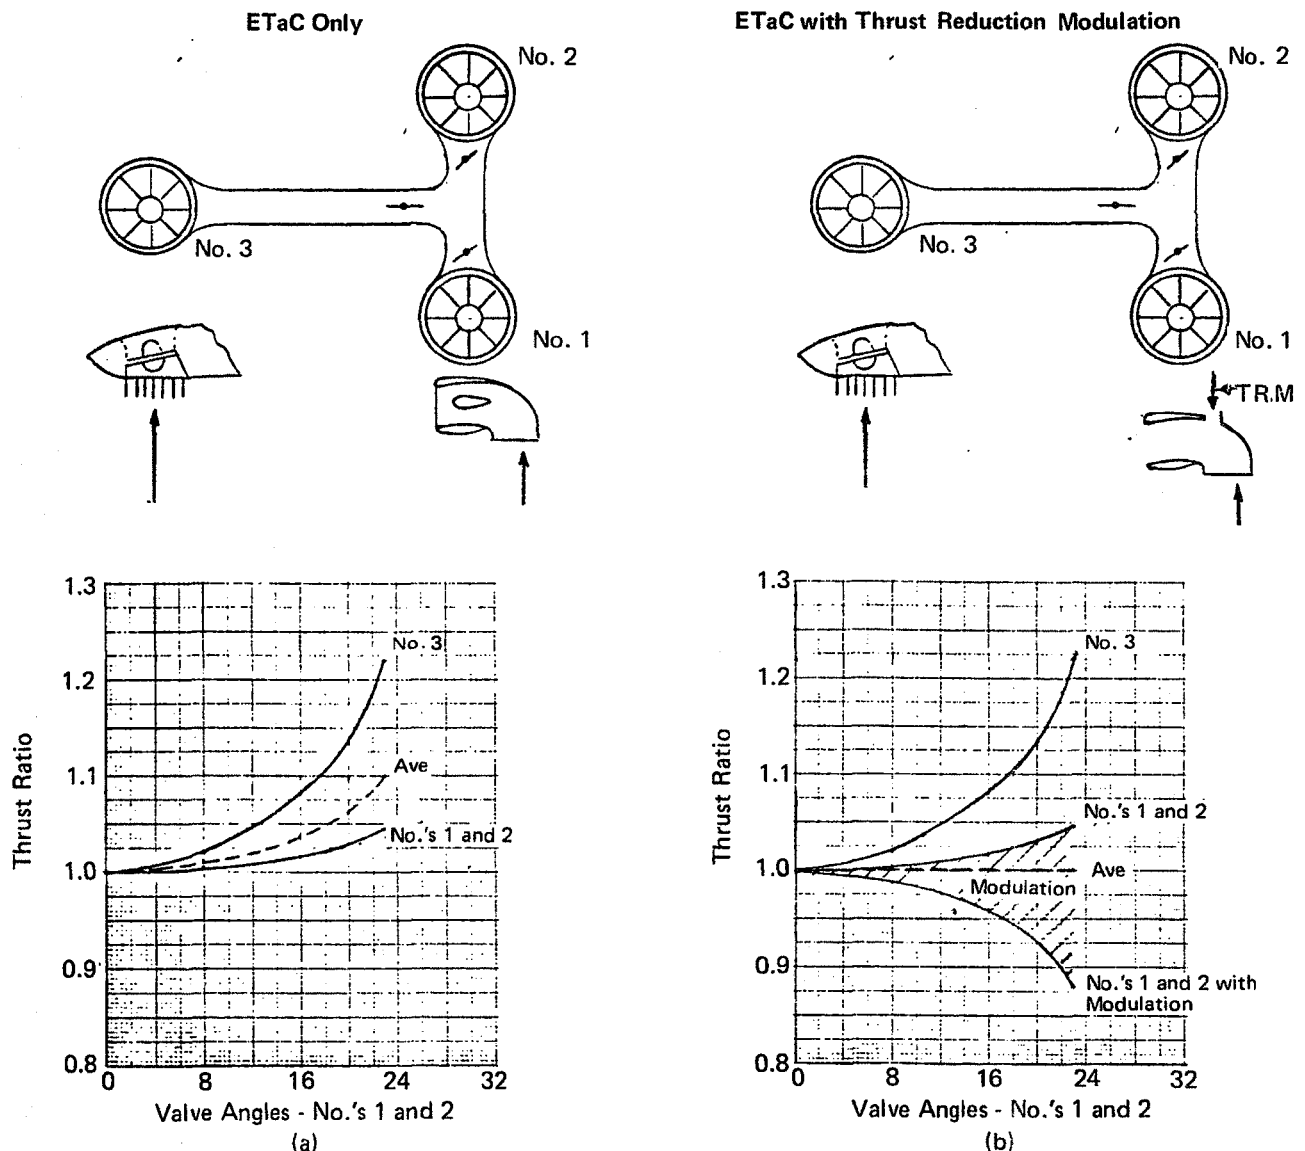 ETaC Only
No. 2
No. 3
No. 1
1.3
1.2
1.1
1.0
0.9
0.8
Thrust Ratio
No. 3
Ave
No.'s 1 and 2
0 8 16 24 32
Valve Angles - No.'s 1 and 2
(a)
ETaC with Thrust Reduction Modulation
No. 2
No. 3
No. 1
TR.M
1.3
1.2
1.1
1.0
0.9
0.8
Thrust Ratio
No. 3
No.'s 1 and 2
Ave
Modulation
No.'s 1 and 2 with
Modulation
0 8 16 24 32
Valve Angles - No.'s 1 and 2
(b)